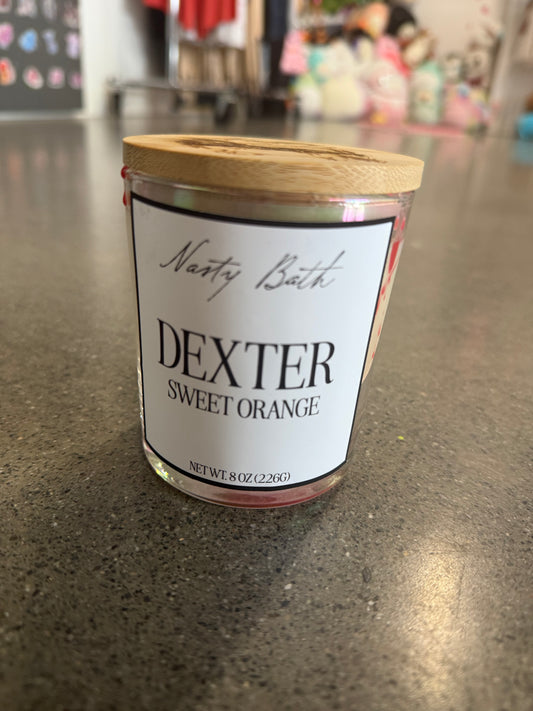 Nasty Bath
DEXTER
SWEET ORANGE
NET WT. 8 OZ (226G)